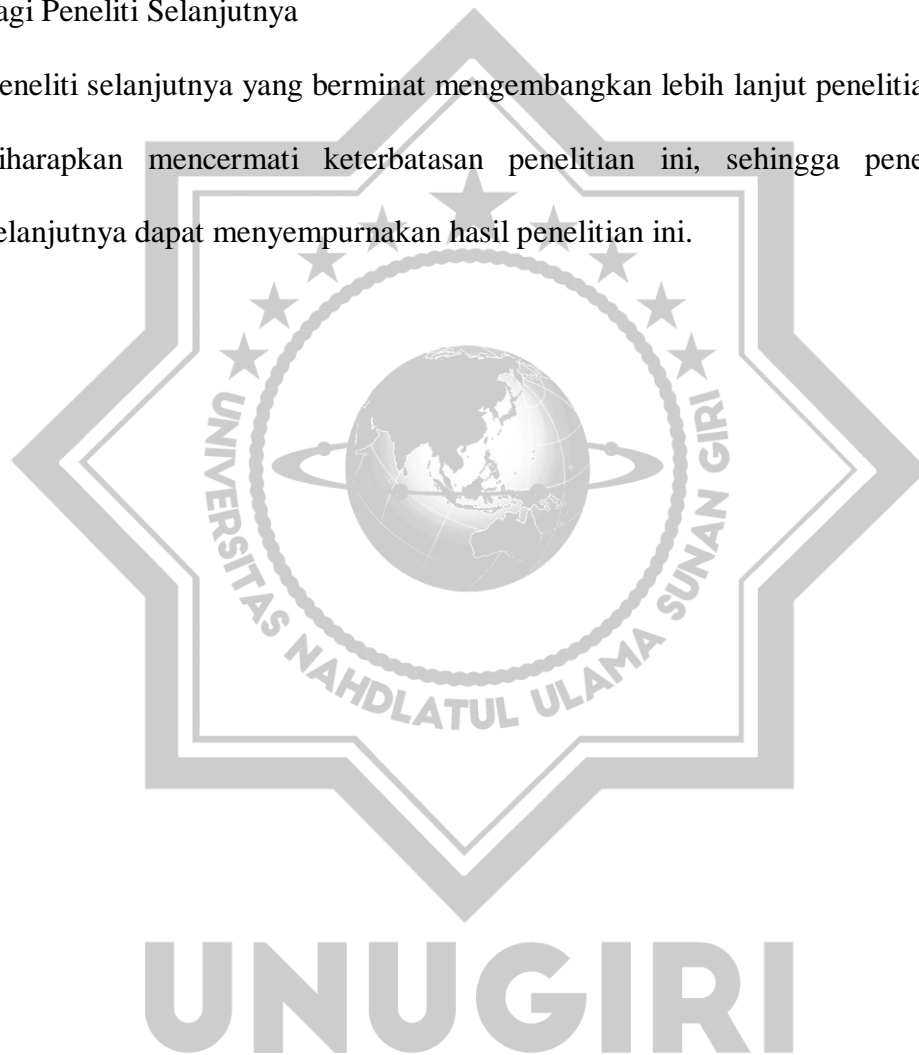 agi Peneliti Selanjutnya
eneliti selanjutnya yang berminat mengembangkan lebih lanjut penelitia
iharapkan mencermati keterbatasan penelitian ini, sehingga pene
elanjutnya dapat menyempurnakan hasil penelitian ini.
UNIVERSITAS NAHDLATUL ULAMA SUNAN GIRI
UNUGIRI